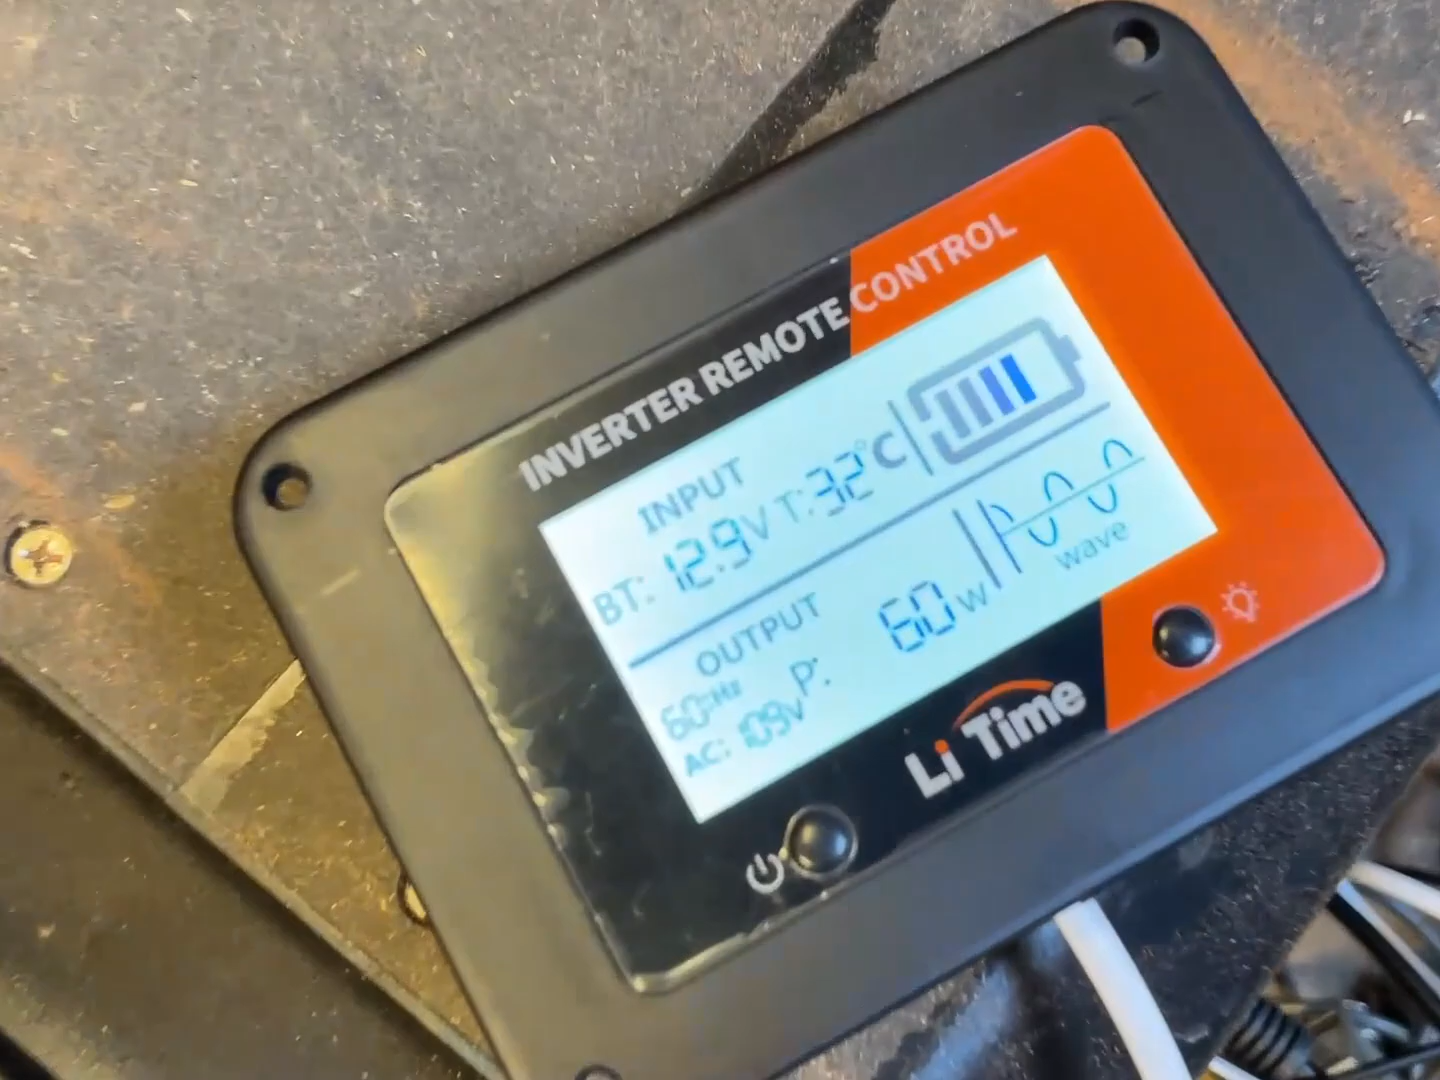 INVERTER REMOTE CONTROL
INPUT
BT: 12.9V T:32°C
OUTPUT
60Hz
AC: 109V P: 60W
wave
Li Time